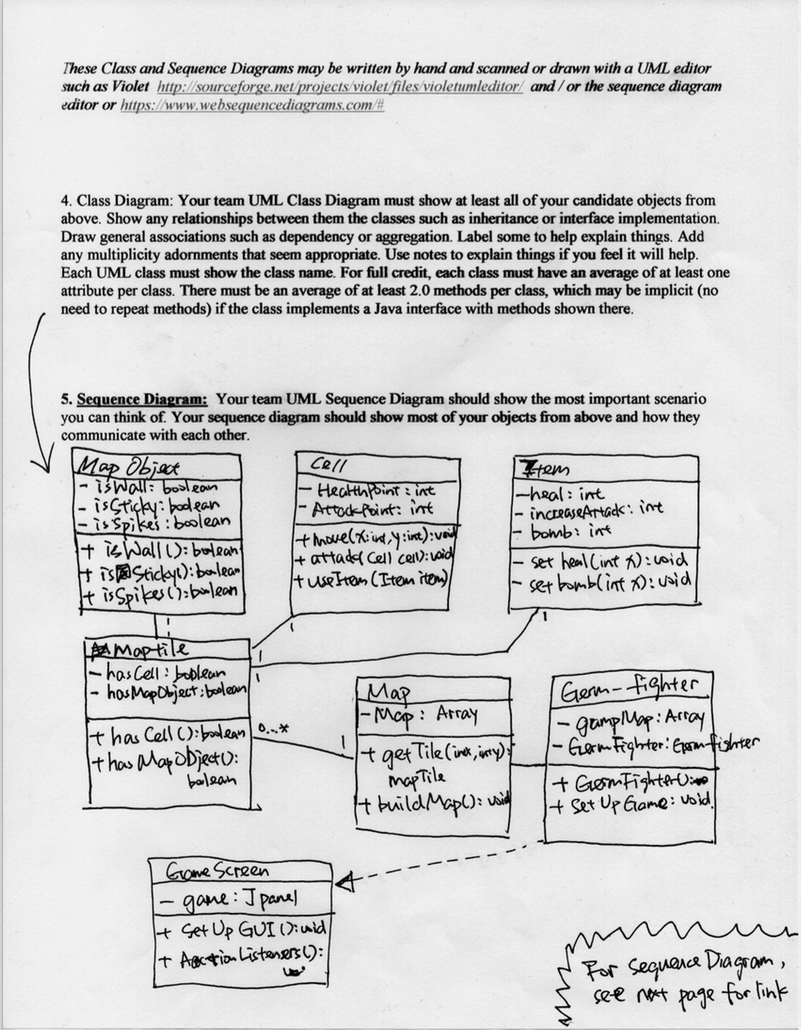 These Class and Sequence Diagrams may be written by hand and scanned or drawn with a UML editor
such as Violet http://sourceforge.net/projects/violet/files/violetumleditor/ and / or the sequence diagram
editor or https://www.websequencediagrams.com/#
4. Class Diagram: Your team UML Class Diagram must show at least all of your candidate objects from
above. Show any relationships between them the classes such as inheritance or interface implementation.
Draw general associations such as dependency or aggregation. Label some to help explain things. Add
any multiplicity adornments that seem appropriate. Use notes to explain things if you feel it will help.
Each UML class must show the class name. For full credit, each class must have an average of at least one
attribute per class. There must be an average of at least 2.0 methods per class, which may be implicit (no
need to repeat methods) if the class implements a Java interface with methods shown there.
5. Sequence Diagram: Your team UML Sequence Diagram should show the most important scenario
you can think of. Your sequence diagram should show most of your objects from above and how they
communicate with each other.
Map Object
- isWall: boolean
- isSticky: boolean
- isSpikes: boolean
+ isWall(): boolean
+ isSticky(): boolean
+ isSpikes(): boolean
Cell
- HealthPoint: int
- AttackPoint: int
+ move(x:int, y:int): void
+ attack(Cell cell): void
+ useItem(Item item)
Item
- heal: int
- increaseAttack: int
- bomb: int
- set heal(int x): void
- set bomb(int x): void
1
1
1
1
1
MapTile
- hasCell: boolean
- hasMapObject: boolean
+ hasCell(): boolean
+ hasMapObject():
boolean
0...*
1
Map
- Map: Array
+ getTile(intx, inty):
mapTile
+ buildMap(): void
Germ-fighter
- gampMap: Array
- GermFighter: Germfighter
+ GermFighter():
+ Set Up Game: void
GameScreen
- game: Jpanel
+ Set Up GUI(): void
+ ActionListeners():
For sequence Diagram,
see next page for link